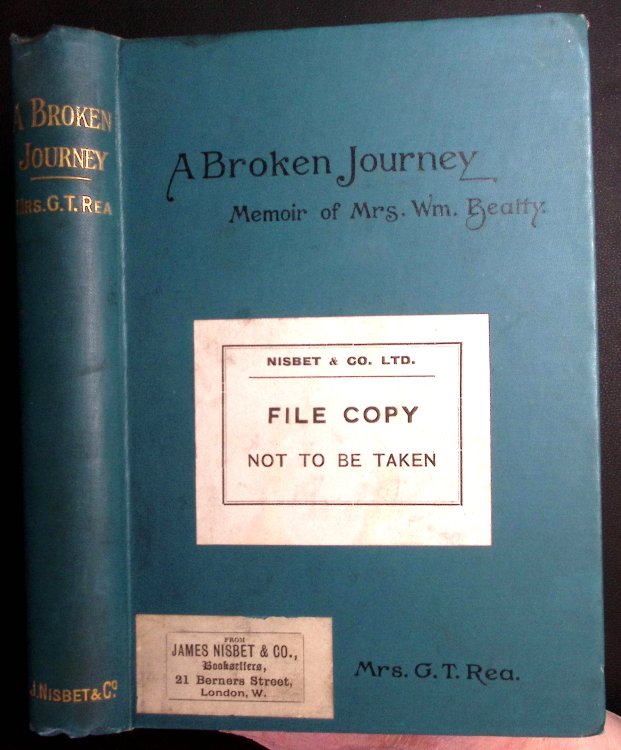 A BROKEN
JOURNEY
MRS. G.T. REA
J. NISBET & Co
A Broken Journey
Memoir of Mrs. Wm. Beatty.
NISBET & CO. LTD.
FILE COPY
NOT TO BE TAKEN
FROM
JAMES NISBET & CO.,
Booksellers,
21 Berners Street,
London, W.
Mrs. G. T. Rea.